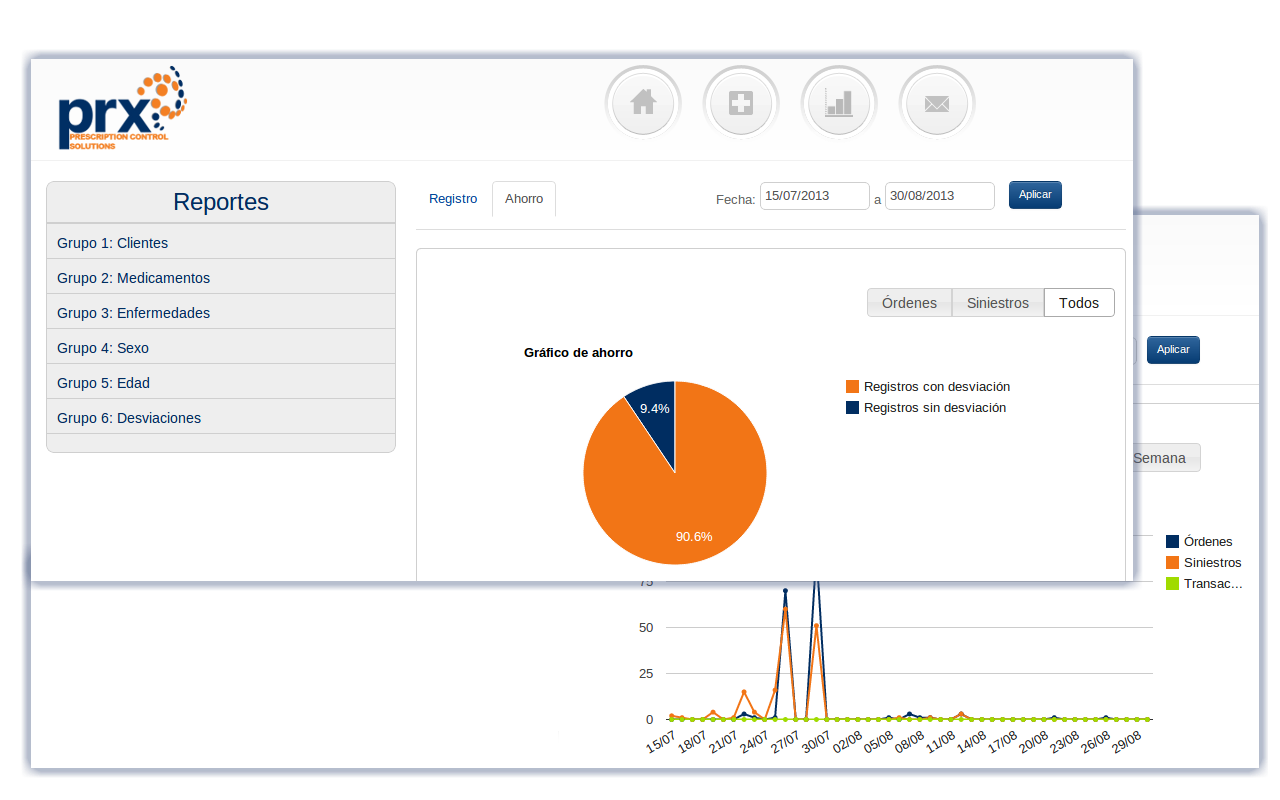 prx
PRESCRIPTION CONTROL
SOLUTIONS
Reportes
Grupo 1: Clientes
Grupo 2: Medicamentos
Grupo 3: Enfermedades
Grupo 4: Sexo
Grupo 5: Edad
Grupo 6: Desviaciones
Registro Ahorro Fecha: 15/07/2013 a 30/08/2013 Aplicar
Órdenes Siniestros Todos
Gráfico de ahorro
9.4%
90.6%
Registros con desviación
Registros sin desviación
Aplicar
Semana
Órdenes
Siniestros
Transac...
75
50
25
0
15/07 18/07 21/07 24/07 27/07 30/07 02/08 05/08 08/08 11/08 14/08 17/08 20/08 23/08 26/08 29/08